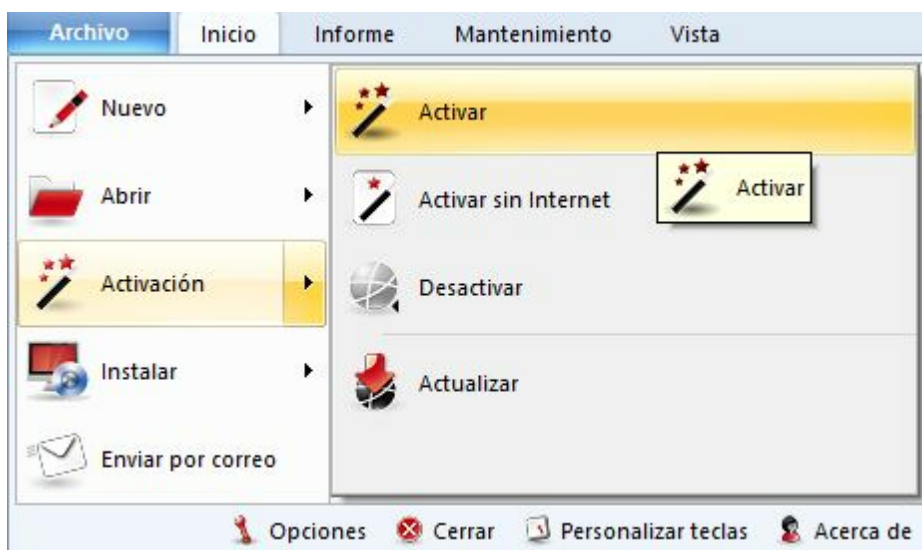 Archivo Inicio Informe Mantenimiento Vista
Nuevo
Abrir
Activación
Instalar
Enviar por correo
Activar
Activar sin Internet
Activar
Desactivar
Actualizar
Opciones Cerrar Personalizar teclas Acerca de